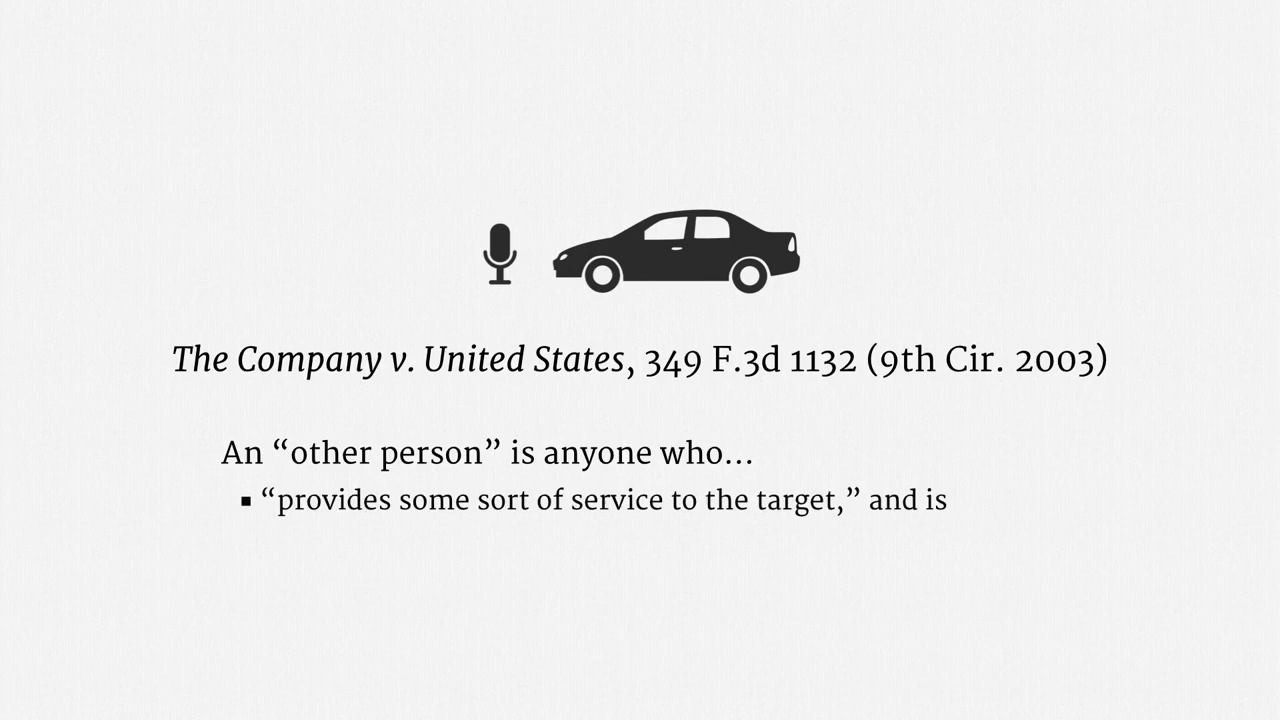 The Company v. United States, 349 F.3d 1132 (9th Cir. 2003)
An “other person” is anyone who...
▪ “provides some sort of service to the target,” and is